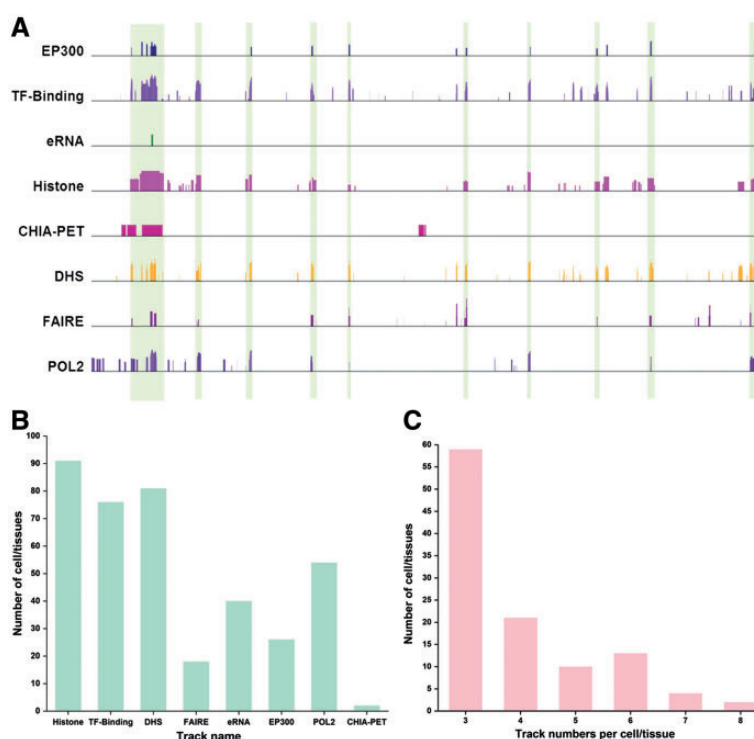 A
EP300
TF-Binding
eRNA
Histone
CHIA-PET
DHS
FAIRE
POL2
B
Number of cell/tissues
100
90
80
70
60
50
40
30
20
10
0
Histone TF-Binding DHS FAIRE eRNA EP300 POL2 CHIA-PET
Track name
C
Number of cell/tissues
60
55
50
45
40
35
30
25
20
15
10
5
0
3 4 5 6 7 8
Track numbers per cell/tissue